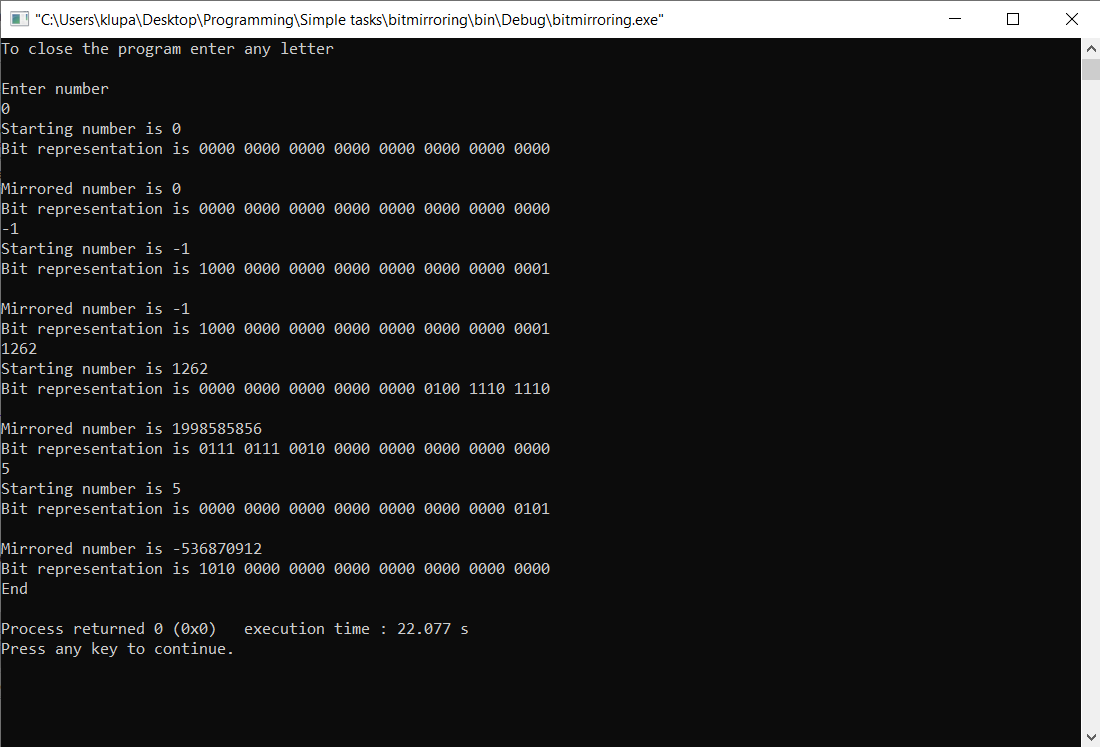 "C:\Users\klupa\Desktop\Programming\Simple tasks\bitmirroring\bin\Debug\bitmirroring.exe"
To close the program enter any letter
Enter number
0
Starting number is 0
Bit representation is 0000 0000 0000 0000 0000 0000 0000 0000
Mirrored number is 0
Bit representation is 0000 0000 0000 0000 0000 0000 0000 0000
-1
Starting number is -1
Bit representation is 1000 0000 0000 0000 0000 0000 0000 0001
Mirrored number is -1
Bit representation is 1000 0000 0000 0000 0000 0000 0000 0001
1262
Starting number is 1262
Bit representation is 0000 0000 0000 0000 0000 0100 1110 1110
Mirrored number is 1998585856
Bit representation is 0111 0111 0010 0000 0000 0000 0000 0000
5
Starting number is 5
Bit representation is 0000 0000 0000 0000 0000 0000 0000 0101
Mirrored number is -536870912
Bit representation is 1010 0000 0000 0000 0000 0000 0000 0000
End
Process returned 0 (0x0)   execution time : 22.077 s
Press any key to continue.